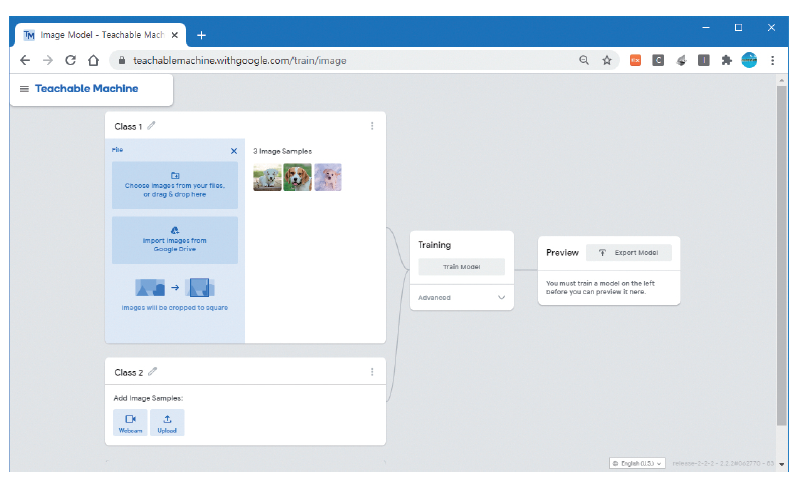 Image Model - Teachable Mach
teachablemachine.withgoogle.com/train/image
Teachable Machine
Class 1
File
3 Image Samples
Choose images from your files,
or drag & drop here
Import images from
Google Drive
Images will be cropped to square
Training
Train Model
Advanced
Preview
Export Model
You must train a model on the left
before you can preview it here.
Class 2
Add Image Samples:
Webcam
Upload
English (U.S.)